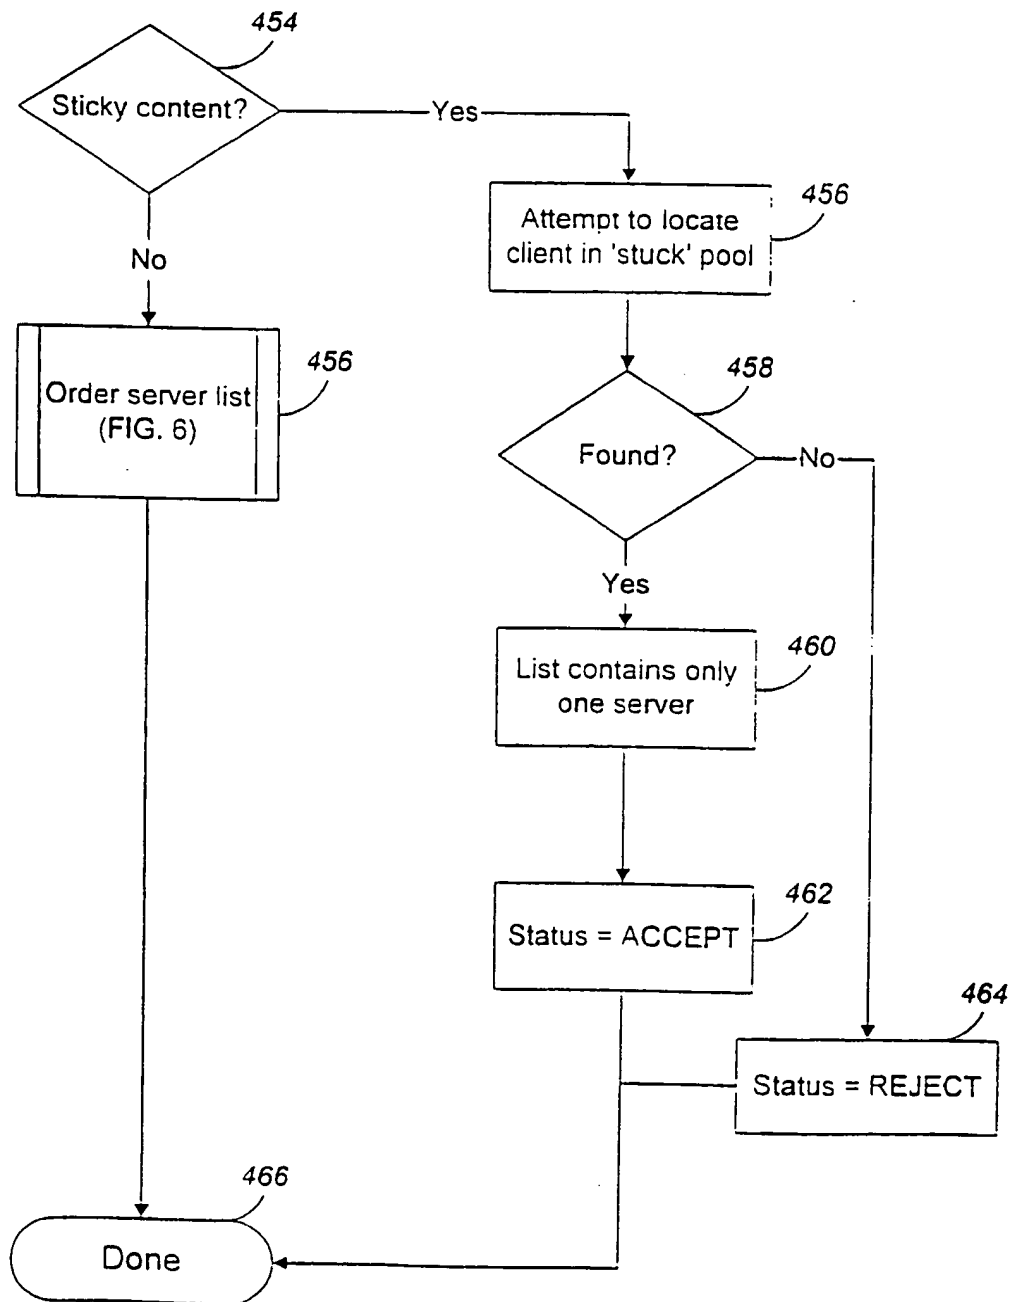 454
Sticky content?
Yes
456
Attempt to locate
client in 'stuck' pool
No
456
Order server list
(FIG. 6)
458
Found?
No
Yes
460
List contains only
one server
462
Status = ACCEPT
464
Status = REJECT
466
Done